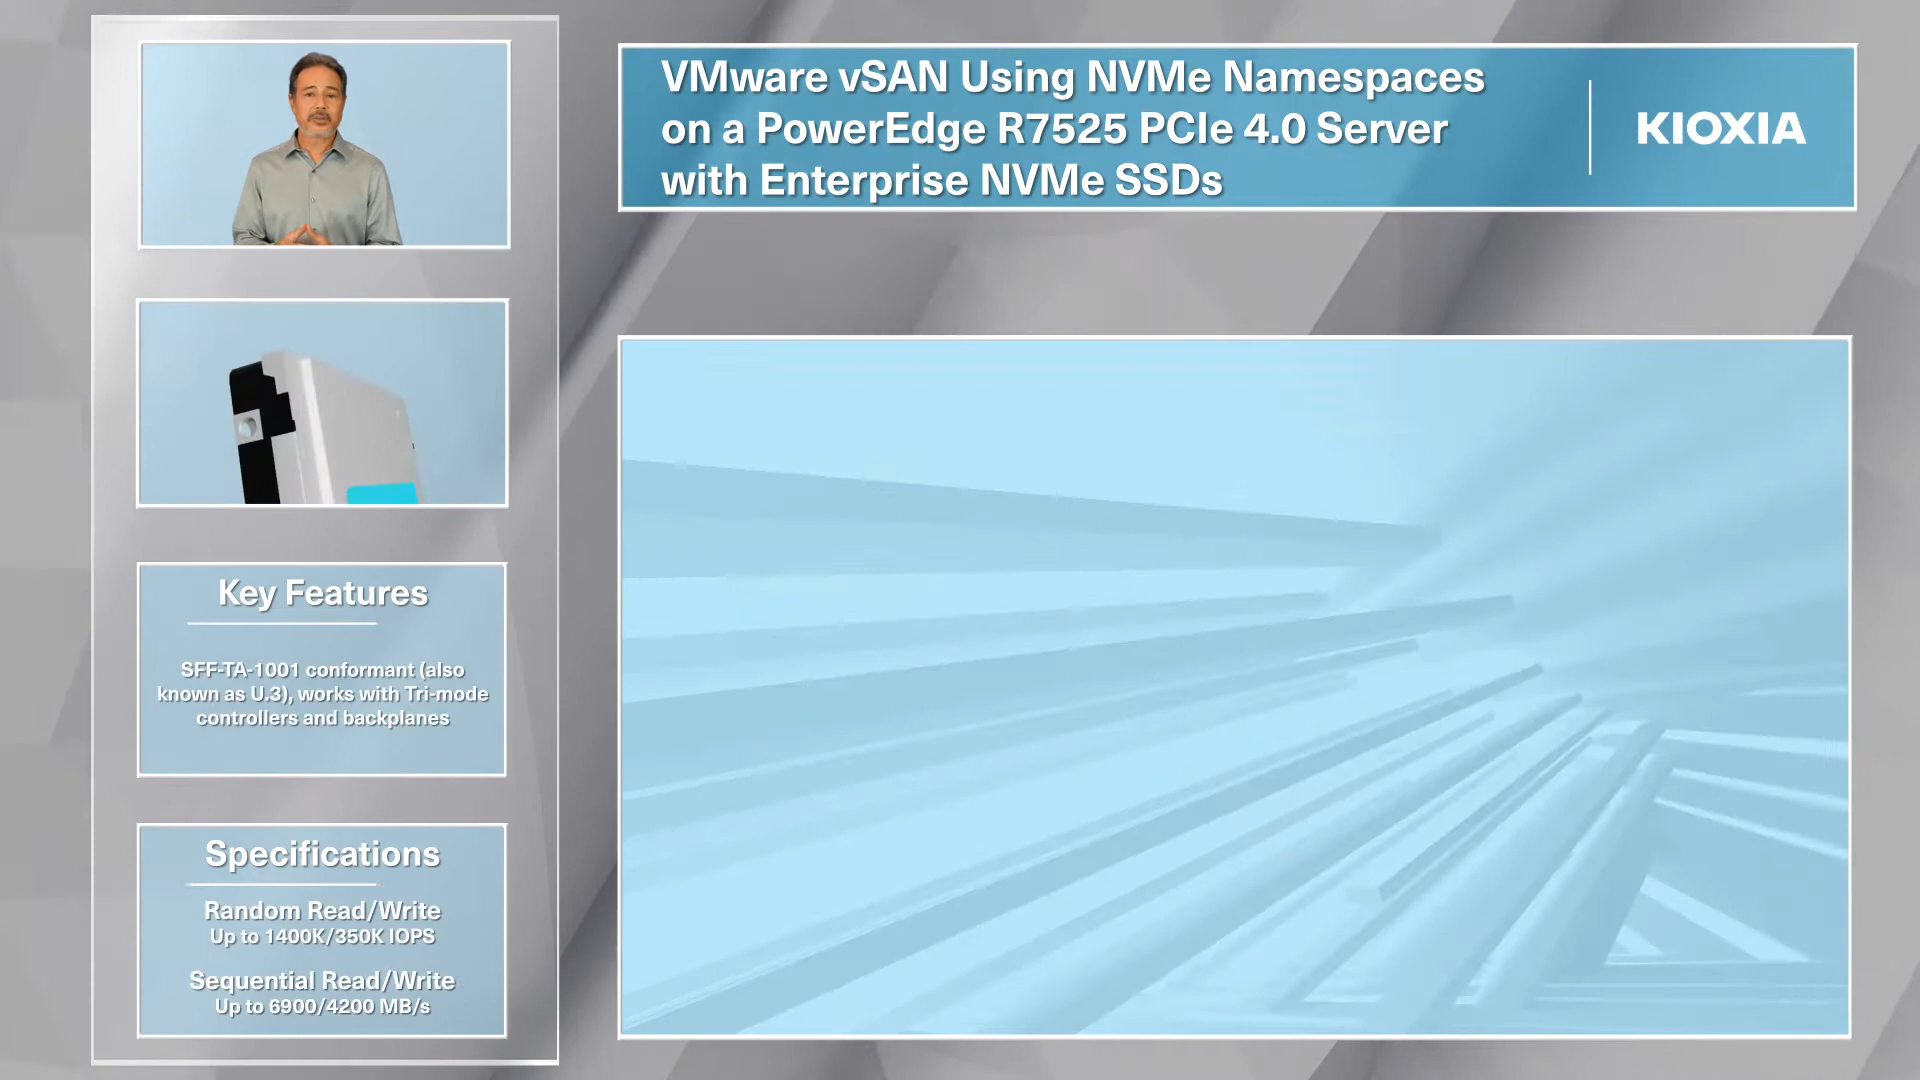 VMware vSAN Using NVMe Namespaces
on a PowerEdge R7525 PCIe 4.0 Server
with Enterprise NVMe SSDs
KIOXIA
Key Features
SFF-TA-1001 conformant (also
known as U.3), works with Tri-mode
controllers and backplanes
Specifications
Random Read/Write
Up to 1400K/350K IOPS
Sequential Read/Write
Up to 6900/4200 MB/s